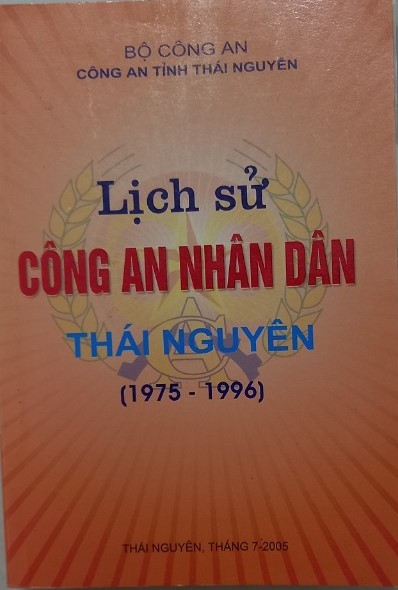 BỘ CÔNG AN
CÔNG AN TỈNH THÁI NGUYÊN
Lịch sử
CÔNG AN NHÂN DÂN
THÁI NGUYÊN
(1975 - 1996)
THÁI NGUYÊN, THÁNG 7-2005